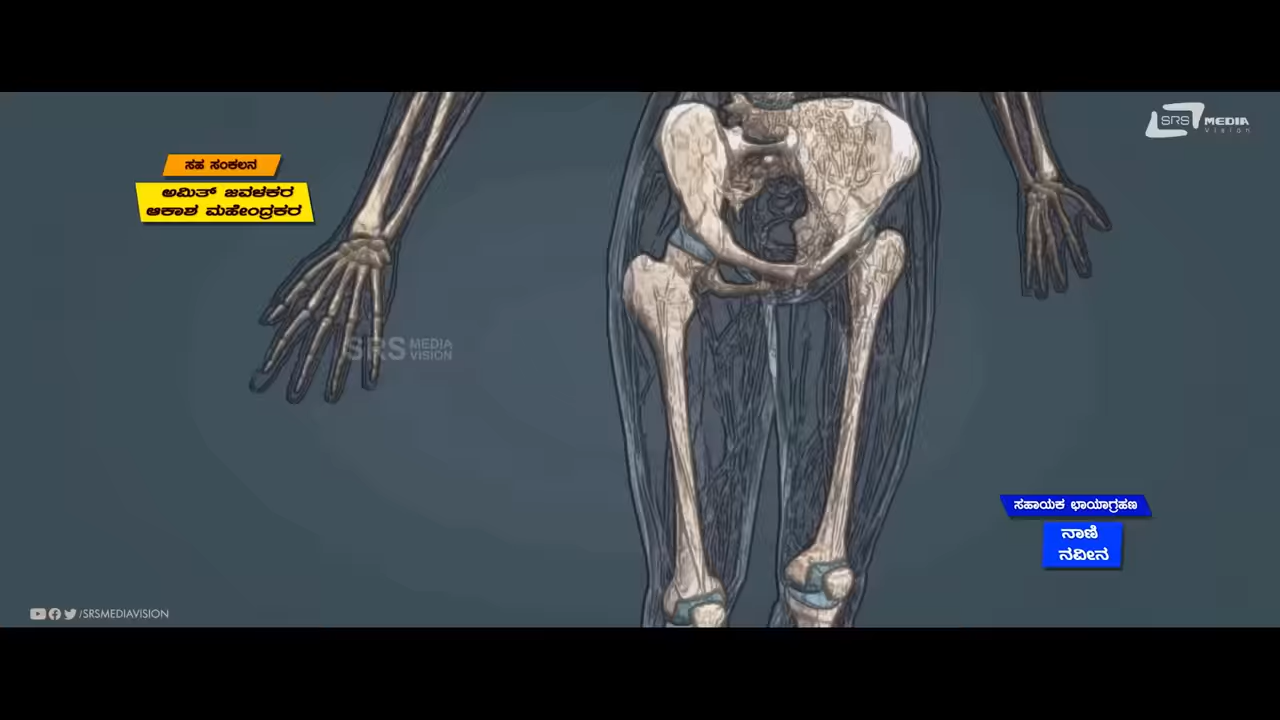 SRS MEDIA
Vision
ಸಹ ಸಂಕಲನ
ಅಮಿತ್ ಜವಳಕರ
ಆಕಾಶ ಮಹೇಂದ್ರಕರ
SRS MEDIA
VISION
ಸಹಾಯಕ ಛಾಯಾಗ್ರಹಣ
ನಾಣಿ
ನವೀನ
/SRSMEDIAVISION